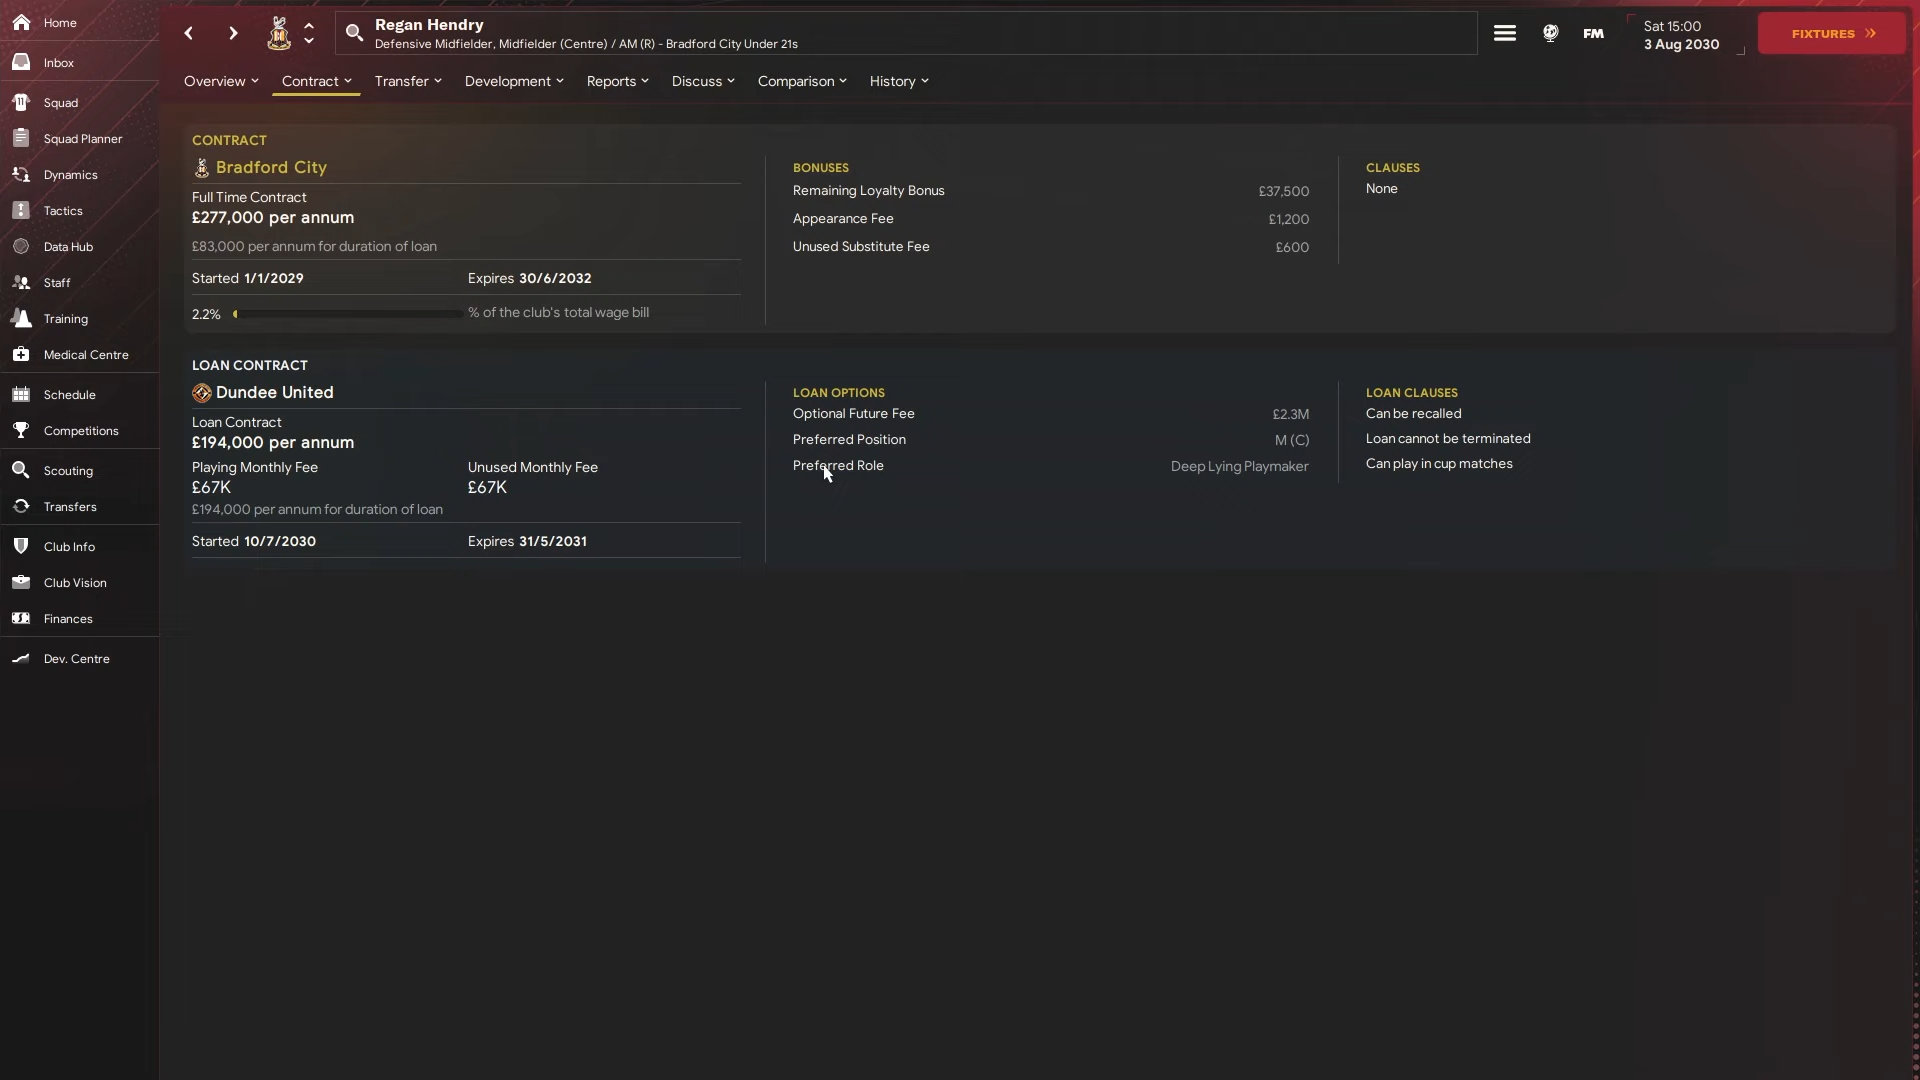 Home
Inbox
Squad
Squad Planner
Dynamics
Tactics
Data Hub
Staff
Training
Medical Centre
Schedule
Competitions
Scouting
Transfers
Club Info
Club Vision
Finances
Dev. Centre
Regan Hendry
Defensive Midfielder, Midfielder (Centre) / AM (R) - Bradford City Under 21s
FM
Sat 15:00
3 Aug 2030
FIXTURES
Overview Contract Transfer Development Reports Discuss Comparison History
CONTRACT
Bradford City
Full Time Contract
£277,000 per annum
£83,000 per annum for duration of loan
Started 1/1/2029 Expires 30/6/2032
2.2% % of the club's total wage bill
BONUSES
Remaining Loyalty Bonus £37,500
Appearance Fee £1,200
Unused Substitute Fee £600
CLAUSES
None
LOAN CONTRACT
Dundee United
Loan Contract
£194,000 per annum
Playing Monthly Fee Unused Monthly Fee
£67K £67K
£194,000 per annum for duration of loan
Started 10/7/2030 Expires 31/5/2031
LOAN OPTIONS
Optional Future Fee £2.3M
Preferred Position M (C)
Preferred Role Deep Lying Playmaker
LOAN CLAUSES
Can be recalled
Loan cannot be terminated
Can play in cup matches